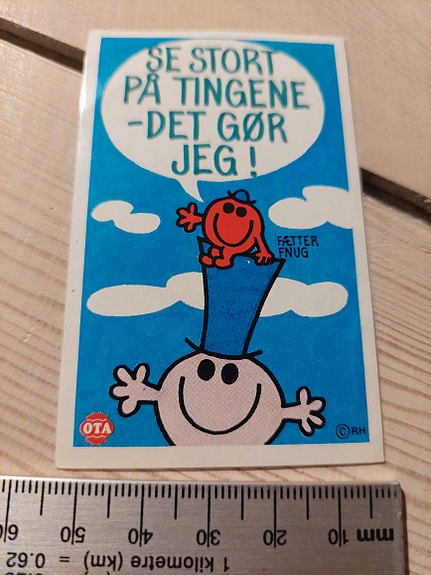 SE STORT
PÅ TINGENE
-DET GØR
JEG!
FÆTTER
FNUG
OTA
©RH
mm 10 20 30 40 50 6
1 kilometre (km) = 0.62